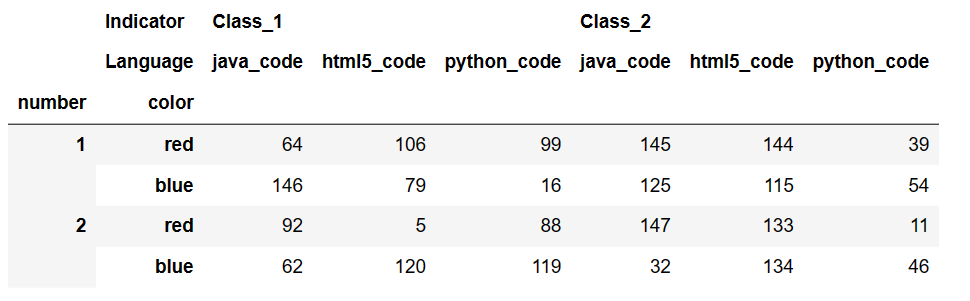 Indicator Class_1 Class_2
Language java_code html5_code python_code java_code html5_code python_code
number color
1 red 64 106 99 145 144 39
blue 146 79 16 125 115 54
2 red 92 5 88 147 133 11
blue 62 120 119 32 134 46